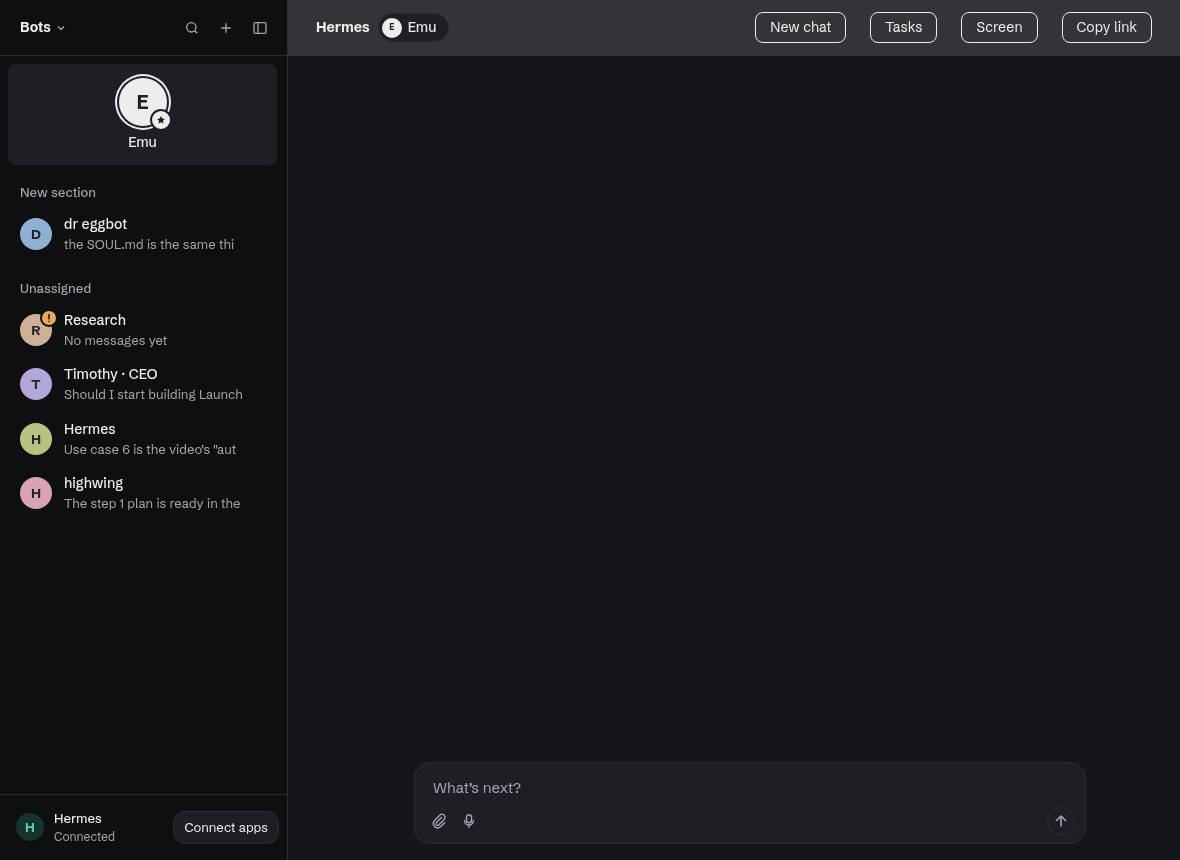 Bots
E
Emu
New section
D
dr eggbot
the SOUL.md is the same thi
Unassigned
R
!
Research
No messages yet
T
Timothy · CEO
Should I start building Launch
H
Hermes
Use case 6 is the video's "aut
H
highwing
The step 1 plan is ready in the
H
Hermes
Connected
Connect apps
Hermes
E
Emu
New chat
Tasks
Screen
Copy link
What's next?